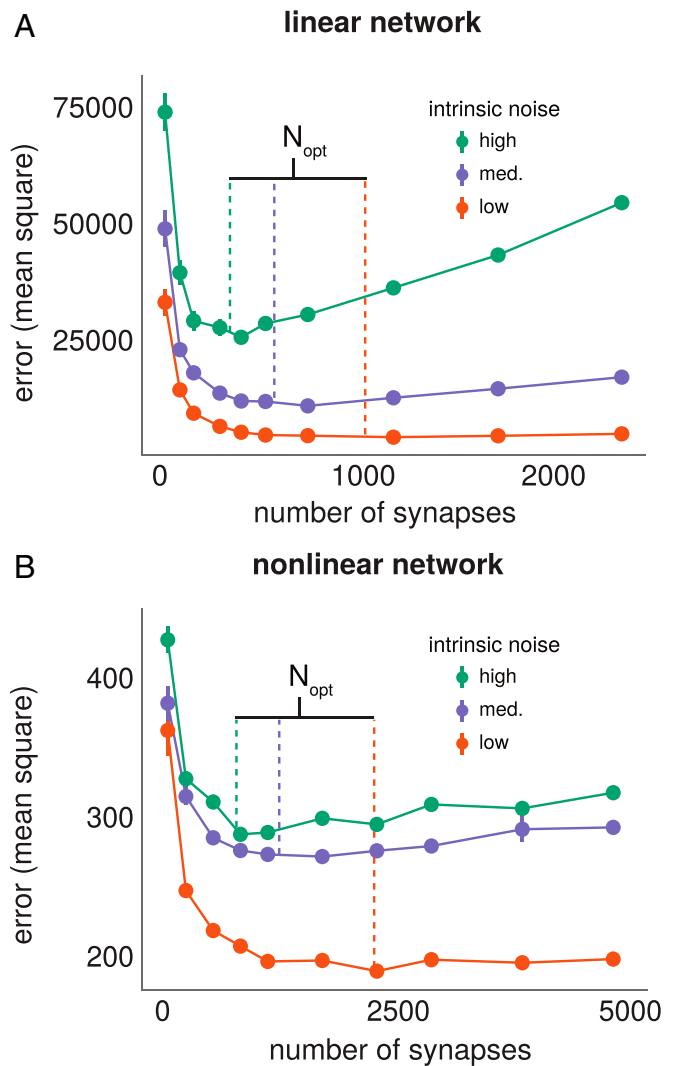 A
linear network
75000
50000
25000
error (mean square)
N opt
intrinsic noise
high
med.
low
0
1000
2000
number of synapses
B
nonlinear network
400
300
200
error (mean square)
N opt
intrinsic noise
high
med.
low
0
2500
5000
number of synapses